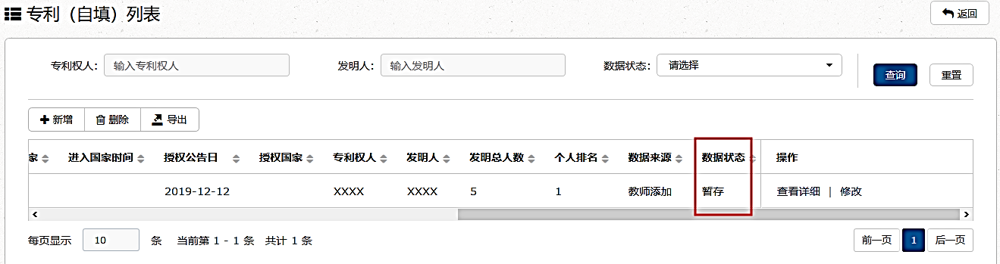 专利（自填）列表
返回
专利权人： 输入专利权人 发明人： 输入发明人 数据状态： 请选择 查询 重置
新增 删除 导出
家 进入国家时间 授权公告日 授权国家 专利权人 发明人 发明总人数 个人排名 数据来源 数据状态 操作
2019-12-12 XXXX XXXX 5 1 教师添加 暂存 查看详细 | 修改
每页显示 10 条 当前第 1 - 1 条 共计 1 条 前一页 1 后一页